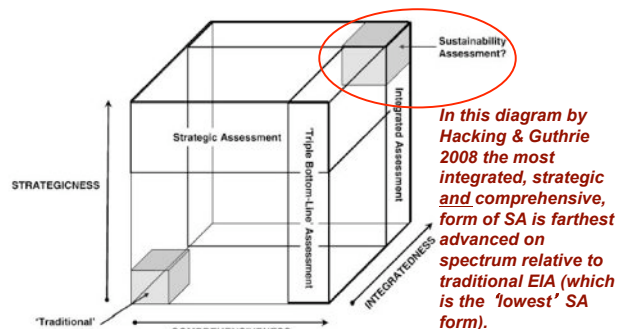 Sustainability
Assessment?
Strategic Assessment
'Triple Bottom-Line' Assessment
Integrated Assessment
STRATEGICNESS
INTEGRATEDNESS
'Traditional'
COMPREHENSIVENESS
In this diagram by
Hacking & Guthrie
2008 the most
integrated, strategic
and comprehensive,
form of SA is farthest
advanced on
spectrum relative to
traditional EIA (which
is the ‘lowest’ SA
form).